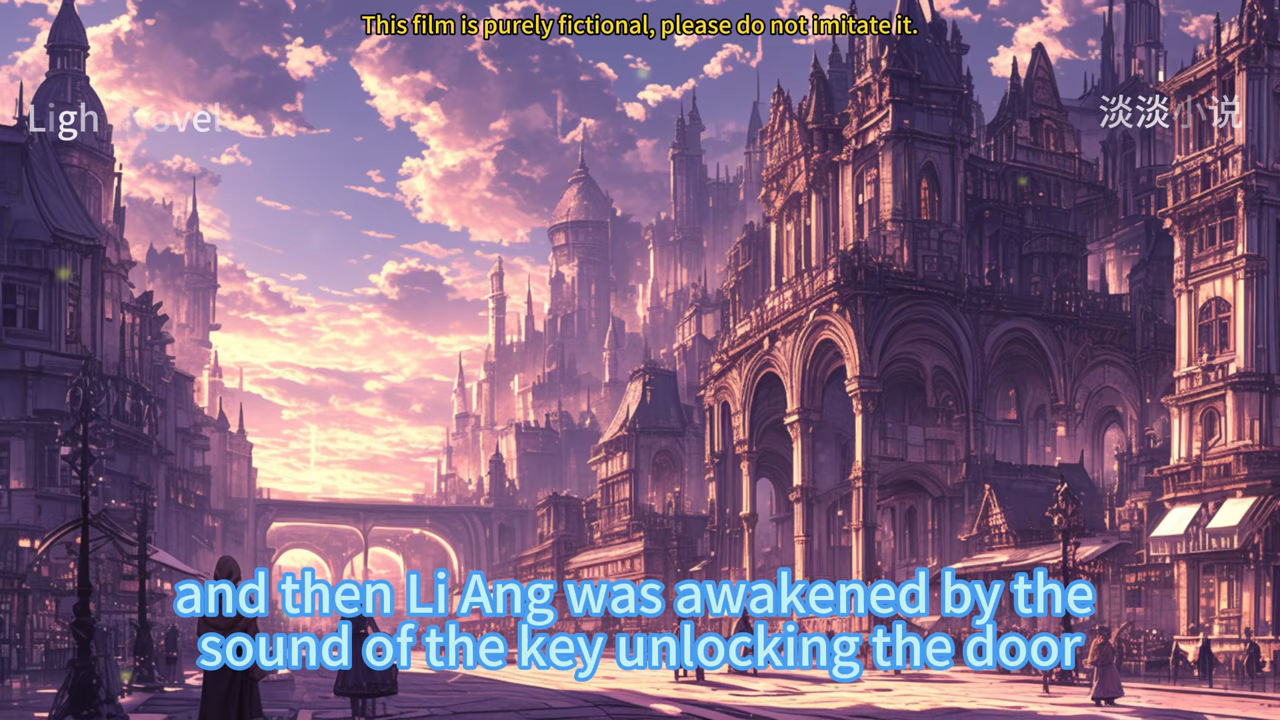 This film is purely fictional, please do not imitate it.
Ligh Novel
淡淡小说
and then Li Ang was awakened by the
sound of the key unlocking the door